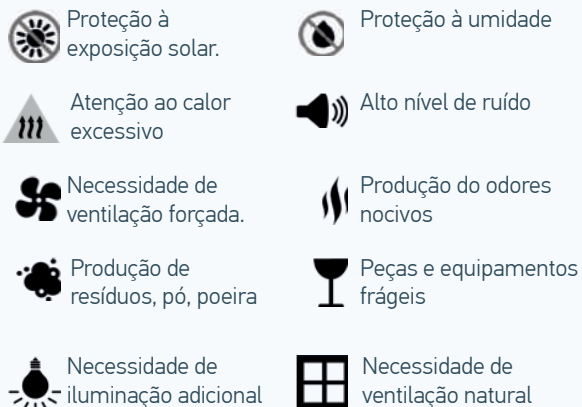 Proteção à
exposição solar.
Proteção à umidade
Atenção ao calor
excessivo
Alto nível de ruído
Necessidade de
ventilação forçada.
Produção do odores
nocivos
Produção de
resíduos, pó, poeira
Peças e equipamentos
frágeis
Necessidade de
iluminação adicional
Necessidade de
ventilação natural